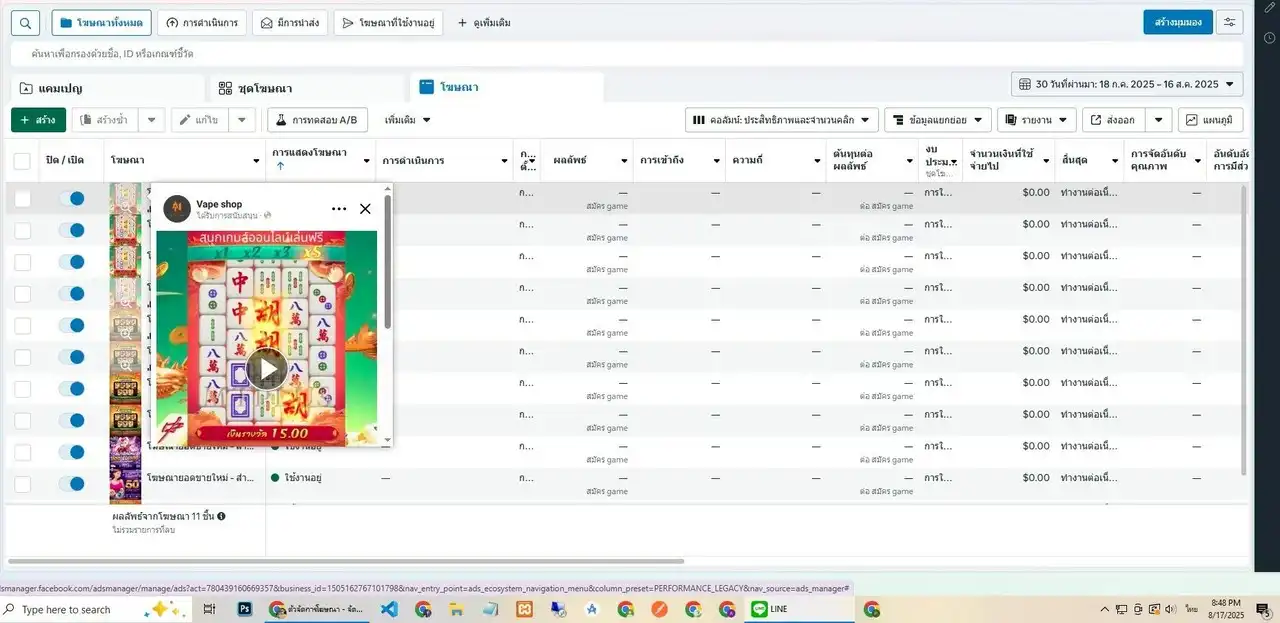 โฆษณาทั้งหมด
การดำเนินการ
มีการนำส่ง
โฆษณาที่ใช้งานอยู่
+ ดูเพิ่มเติม
สร้างมุมมอง
ค้นหาเพื่อกรองด้วยชื่อ, ID หรือเกณฑ์ชี้วัด
แคมเปญ
ชุดโฆษณา
โฆษณา
30 วันที่ผ่านมา: 18 ก.ค. 2025 – 16 ส.ค. 2025
+ สร้าง
สร้างซ้ำ
แก้ไข
การทดสอบ A/B
เพิ่มเติม
คอลัมน์: ประสิทธิภาพและจำนวนคลิก
ข้อมูลแยกย่อย
รายงาน
ส่งออก
แผนภูมิ
ปิด / เปิด
โฆษณา
การแสดงโฆษณา ↑
การดำเนินการ
ก...
ตั้...
ผลลัพธ์
การเข้าถึง
ความถี่
ต้นทุนต่อ
ผลลัพธ์
งบ
ประม...
ชุดโฆ...
จำนวนเงินที่ใช้
จ่ายไป
สิ้นสุด
การจัดอันดับ
คุณภาพ
อันดับอั
การมีส่ว
ก... — — — — การใ... $0.00 ทำงานต่อเนื่... —
สมัคร game ต่อ สมัคร game
ก... — — — — การใ... $0.00 ทำงานต่อเนื่... —
สมัคร game ต่อ สมัคร game
ก... — — — — การใ... $0.00 ทำงานต่อเนื่... —
สมัคร game ต่อ สมัคร game
ก... — — — — การใ... $0.00 ทำงานต่อเนื่... —
สมัคร game ต่อ สมัคร game
ก... — — — — การใ... $0.00 ทำงานต่อเนื่... —
สมัคร game ต่อ สมัคร game
ก... — — — — การใ... $0.00 ทำงานต่อเนื่... —
สมัคร game ต่อ สมัคร game
ก... — — — — การใ... $0.00 ทำงานต่อเนื่... —
สมัคร game ต่อ สมัคร game
ก... — — — — การใ... $0.00 ทำงานต่อเนื่... —
สมัคร game ต่อ สมัคร game
ก... — — — — การใ... $0.00 ทำงานต่อเนื่... —
สมัคร game ต่อ สมัคร game
โฆษณายอดขายใหม่ - สำ... ใช้งานอยู่ — ก... — — — — การใ... $0.00 ทำงานต่อเนื่... —
สมัคร game ต่อ สมัคร game
Vape shop
ได้รับการสนับสนุน ·
สนุกเกมส์ออนไลน์เล่นฟรี
x1 x2 x3 x5
中 中 胡 胡 胡
八萬 八萬 八萬 八萬 八萬
เงินรางวัล 15.00
ผลลัพธ์จากโฆษณา 11 ชิ้น
ไม่รวมรายการที่ลบ
dsmanager.facebook.com/adsmanager/manage/ads?act=780439160669357&business_id=1505162767101798&nav_entry_point=ads_ecosystem_navigation_menu&column_preset=PERFORMANCE_LEGACY&nav_source=ads_manager#
Type here to search
Ps
ตัวจัดการโฆษณา - จัด...
LINE
ไทย
8:48 PM
8/17/2025
5